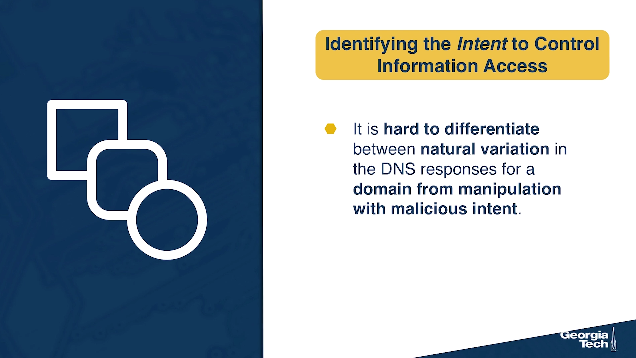 Identifying the Intent to Control
Information Access
It is hard to differentiate
between natural variation in
the DNS responses for a
domain from manipulation
with malicious intent.
Georgia
Tech